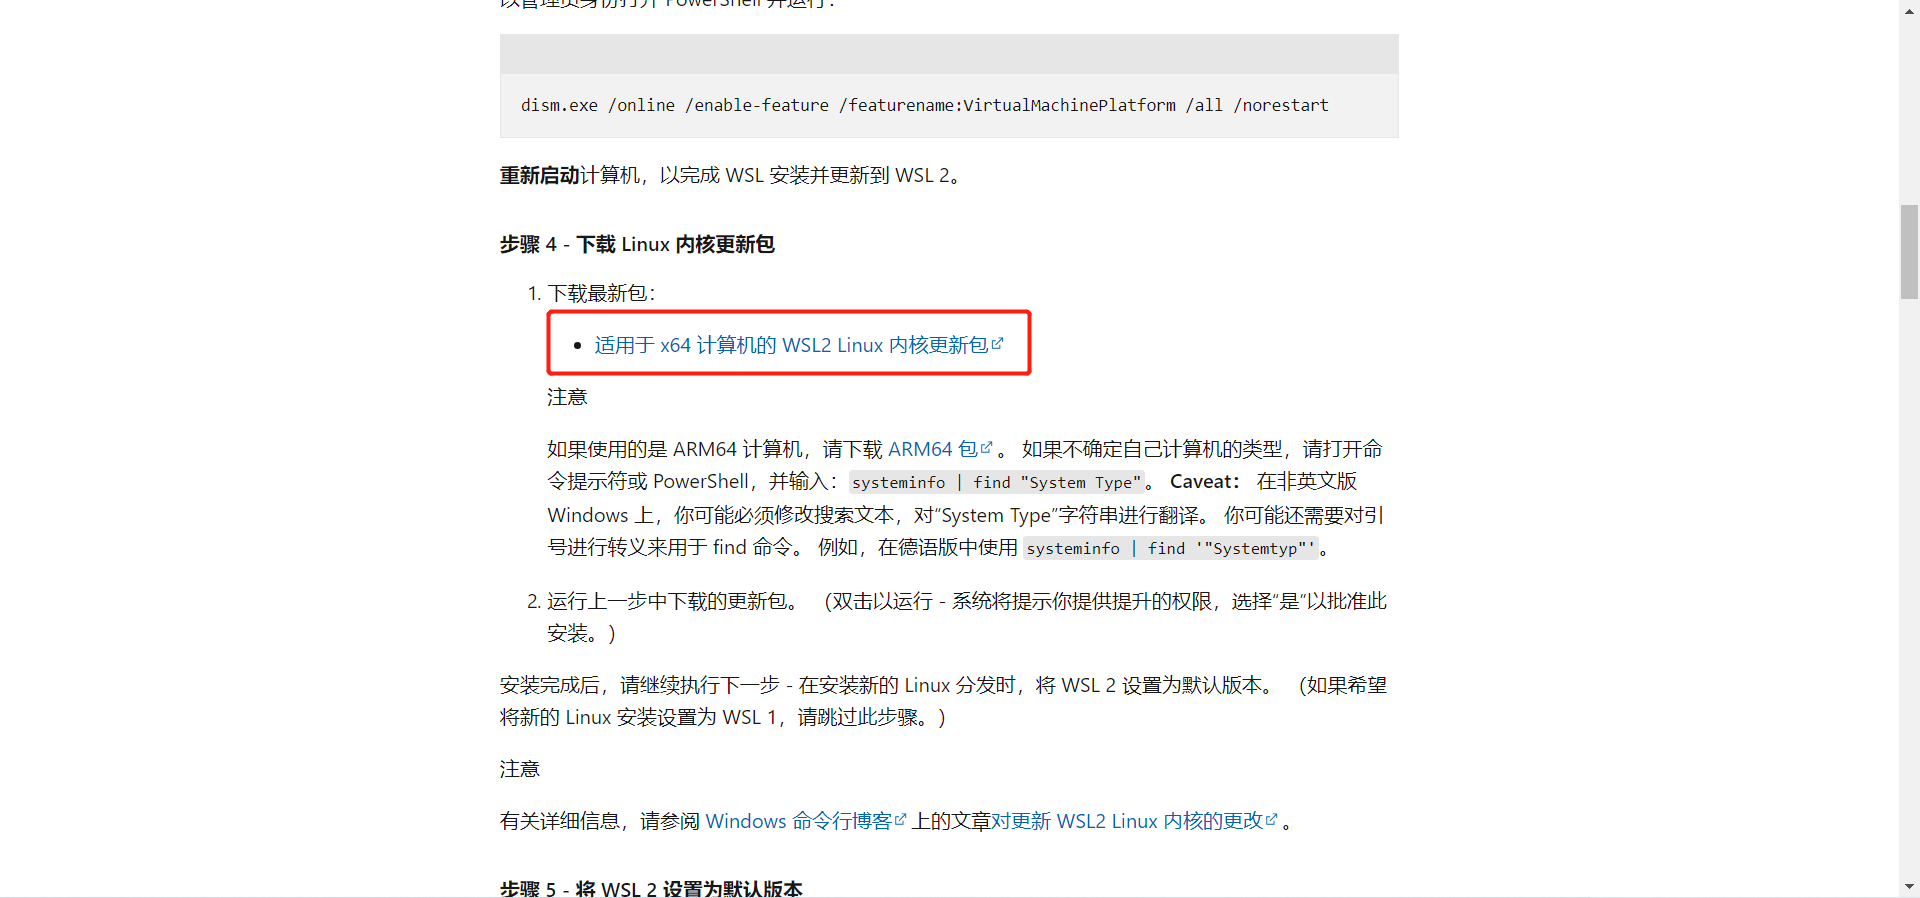 以管理员身份打开 PowerShell 并运行：
dism.exe /online /enable-feature /featurename:VirtualMachinePlatform /all /norestart
重新启动计算机，以完成 WSL 安装并更新到 WSL 2。
步骤 4 - 下载 Linux 内核更新包
1. 下载最新包：
• 适用于 x64 计算机的 WSL2 Linux 内核更新包
注意
如果使用的是 ARM64 计算机，请下载 ARM64 包。 如果不确定自己计算机的类型，请打开命
令提示符或 PowerShell，并输入：systeminfo | find "System Type"。 Caveat： 在非英文版
Windows 上，你可能必须修改搜索文本，对“System Type”字符串进行翻译。 你可能还需要对引
号进行转义来用于 find 命令。 例如，在德语版中使用 systeminfo | find '"Systemtyp"'。
2. 运行上一步中下载的更新包。 （双击以运行 - 系统将提示你提供提升的权限，选择“是”以批准此
安装。）
安装完成后，请继续执行下一步 - 在安装新的 Linux 分发时，将 WSL 2 设置为默认版本。 （如果希望
将新的 Linux 安装设置为 WSL 1，请跳过此步骤。）
注意
有关详细信息，请参阅 Windows 命令行博客上的文章对更新 WSL2 Linux 内核的更改。
步骤 5 - 将 WSL 2 设置为默认版本